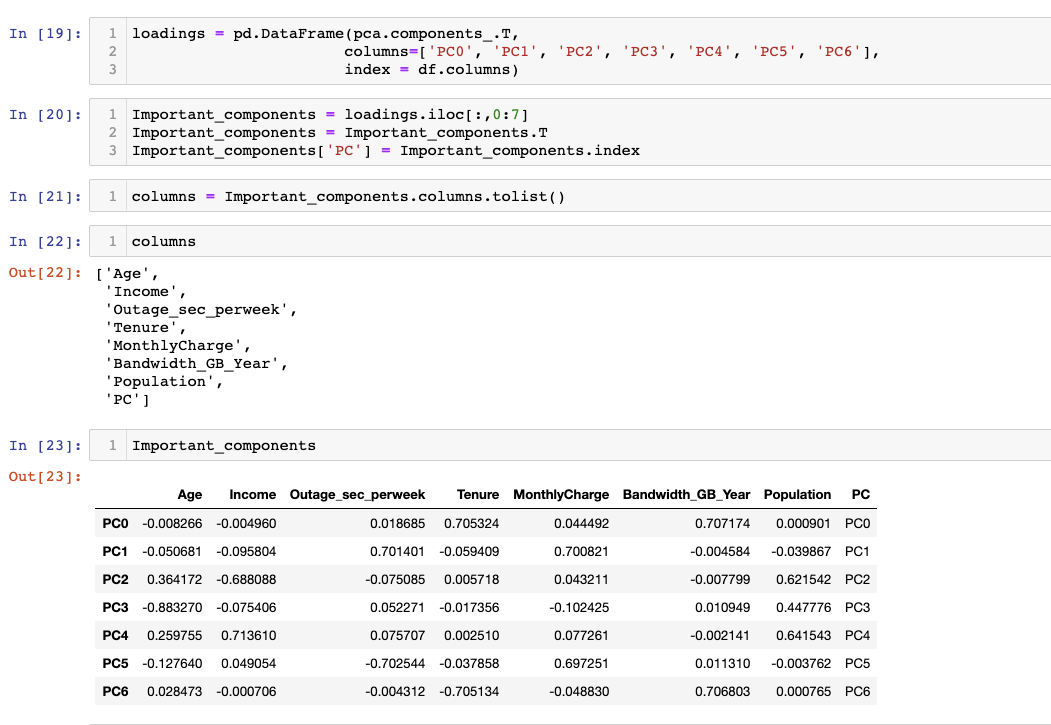 In [19]: 1 loadings = pd.DataFrame(pca.components_.T,
2 columns=['PC0', 'PC1', 'PC2', 'PC3', 'PC4', 'PC5', 'PC6'],
3 index = df.columns)
In [20]: 1 Important_components = loadings.iloc[:,0:7]
2 Important_components = Important_components.T
3 Important_components['PC'] = Important_components.index
In [21]: 1 columns = Important_components.columns.tolist()
In [22]: 1 columns
Out[22]: ['Age',
'Income',
'Outage_sec_perweek',
'Tenure',
'MonthlyCharge',
'Bandwidth_GB_Year',
'Population',
'PC']
In [23]: 1 Important_components
Out[23]:
Age Income Outage_sec_perweek Tenure MonthlyCharge Bandwidth_GB_Year Population PC
PC0 -0.008266 -0.004960 0.018685 0.705324 0.044492 0.707174 0.000901 PC0
PC1 -0.050681 -0.095804 0.701401 -0.059409 0.700821 -0.004584 -0.039867 PC1
PC2 0.364172 -0.688088 -0.075085 0.005718 0.043211 -0.007799 0.621542 PC2
PC3 -0.883270 -0.075406 0.052271 -0.017356 -0.102425 0.010949 0.447776 PC3
PC4 0.259755 0.713610 0.075707 0.002510 0.077261 -0.002141 0.641543 PC4
PC5 -0.127640 0.049054 -0.702544 -0.037858 0.697251 0.011310 -0.003762 PC5
PC6 0.028473 -0.000706 -0.004312 -0.705134 -0.048830 0.706803 0.000765 PC6